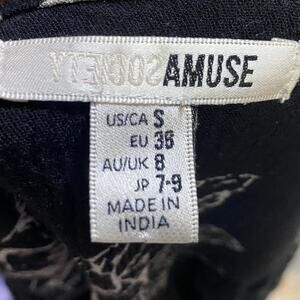 SOCIETY AMUSE
US/CA S
EU 36
AU/UK 8
JP 7-9
MADE IN
INDIA